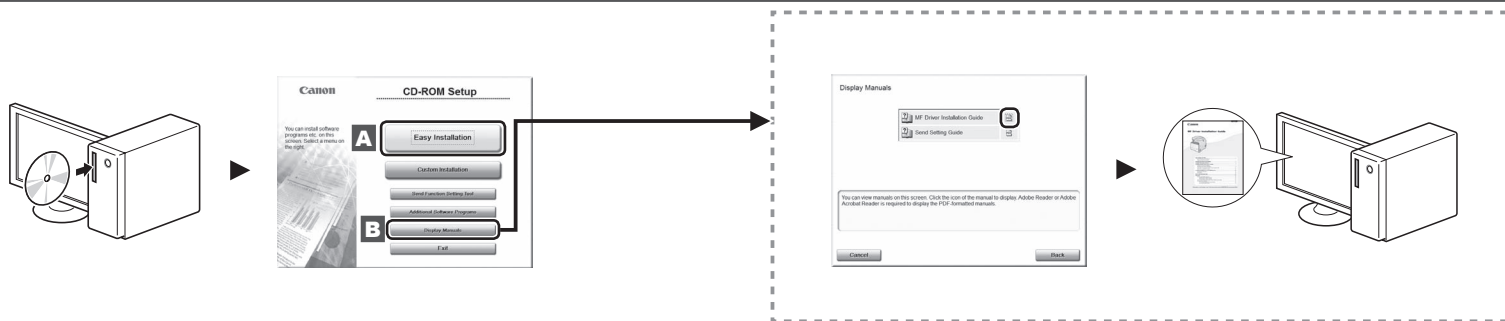 Canon
CD-ROM Setup
You can install software
programs etc. on this
screen. Select a menu on
the right.
A
Easy Installation
Custom Installation
Send Function Setting Tool
Additional Software Programs
B
Display Manuals
Exit
Display Manuals
MF Driver Installation Guide
Send Setting Guide
You can view manuals on this screen. Click the icon of the manual to display. Adobe Reader or Adobe
Acrobat Reader is required to display the PDF-formatted manuals.
Cancel
Back
Canon
MF Driver Installation Guide